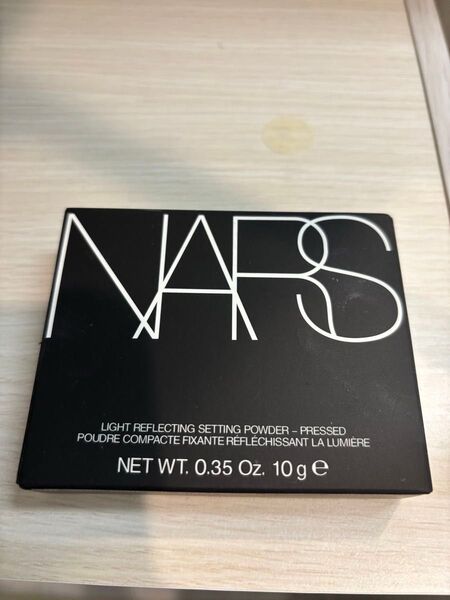 NARS
LIGHT REFLECTING SETTING POWDER – PRESSED
POUDRE COMPACTE FIXANTE RÉFLÉCHISSANT LA LUMIÈRE
NET WT. 0.35 Oz. 10 g ℮